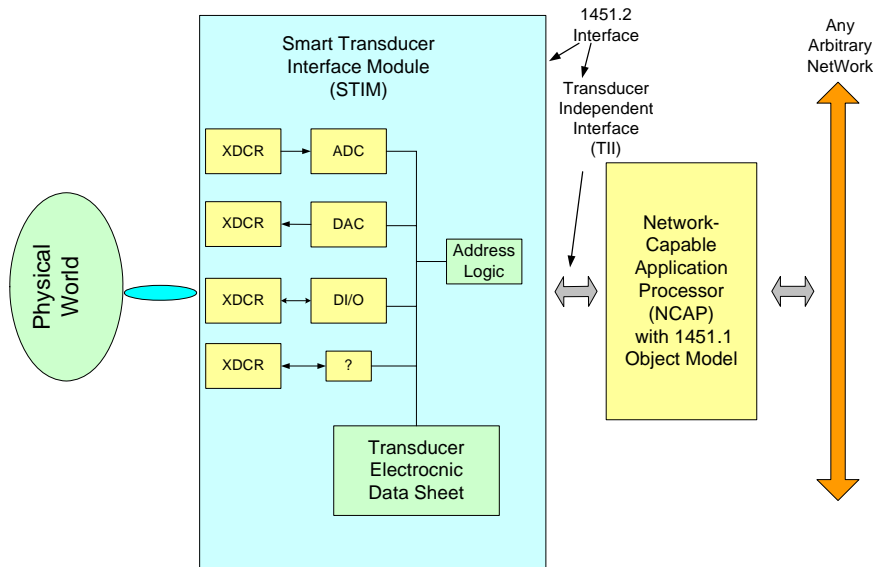 Physical
World
Smart Transducer
Interface Module
(STIM)
XDCR
ADC
XDCR
DAC
XDCR
DI/O
XDCR
?
Address
Logic
Transducer
Electrocnic
Data Sheet
1451.2
Interface
Transducer
Independent
Interface
(TII)
Network-
Capable
Application
Processor
(NCAP)
with 1451.1
Object Model
Any
Arbitrary
NetWork